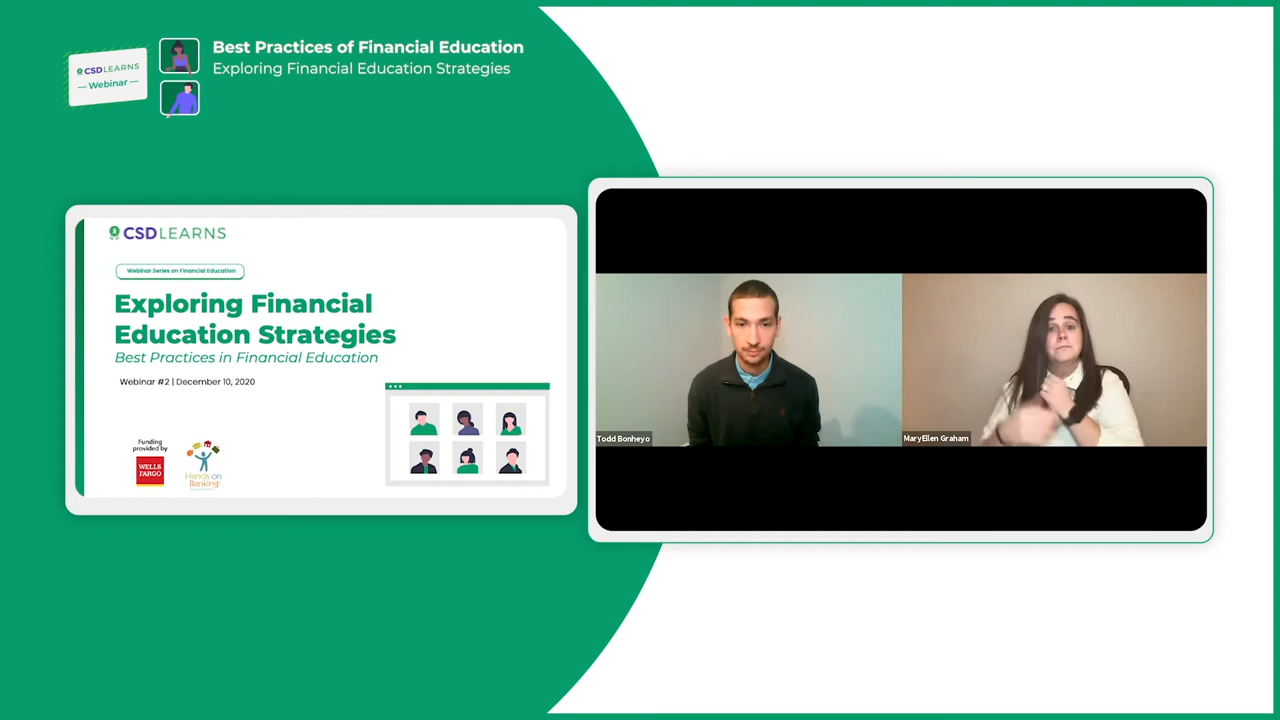 CSDLEARNS
— Webinar —
Best Practices of Financial Education
Exploring Financial Education Strategies
CSDLEARNS
Webinar Series on Financial Education
Exploring Financial
Education Strategies
Best Practices in Financial Education
Webinar #2 | December 10, 2020
Funding
provided by
WELLS
FARGO
Hands on
Banking
Todd Bonheyo
MaryEllen Graham